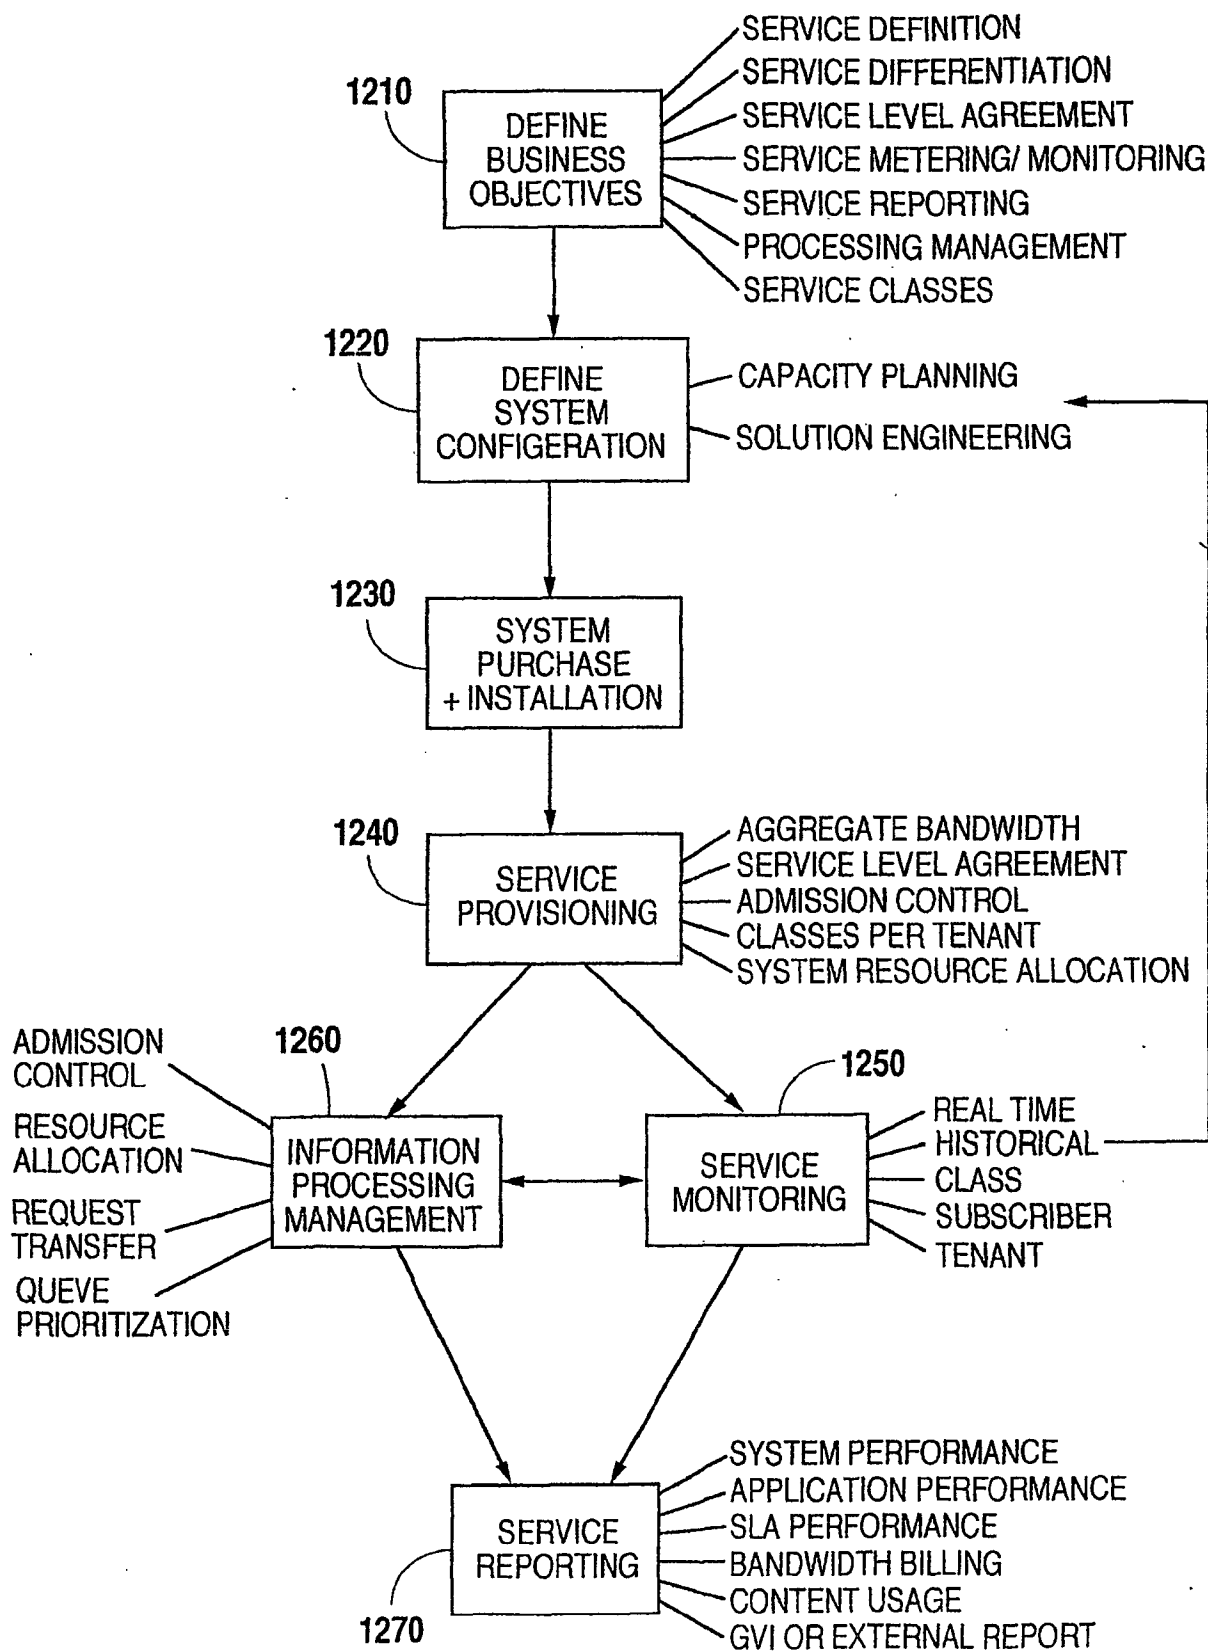 SERVICE DEFINITION
SERVICE DIFFERENTIATION
SERVICE LEVEL AGREEMENT
SERVICE METERING/ MONITORING
SERVICE REPORTING
PROCESSING MANAGEMENT
SERVICE CLASSES
1210
DEFINE
BUSINESS
OBJECTIVES
1220
DEFINE
SYSTEM
CONFIGERATION
CAPACITY PLANNING
SOLUTION ENGINEERING
1230
SYSTEM
PURCHASE
+ INSTALLATION
1240
SERVICE
PROVISIONING
AGGREGATE BANDWIDTH
SERVICE LEVEL AGREEMENT
ADMISSION CONTROL
CLASSES PER TENANT
SYSTEM RESOURCE ALLOCATION
ADMISSION
CONTROL
RESOURCE
ALLOCATION
REQUEST
TRANSFER
QUEVE
PRIORITIZATION
1260
INFORMATION
PROCESSING
MANAGEMENT
1250
SERVICE
MONITORING
REAL TIME
HISTORICAL
CLASS
SUBSCRIBER
TENANT
1270
SERVICE
REPORTING
SYSTEM PERFORMANCE
APPLICATION PERFORMANCE
SLA PERFORMANCE
BANDWIDTH BILLING
CONTENT USAGE
GVI OR EXTERNAL REPORT